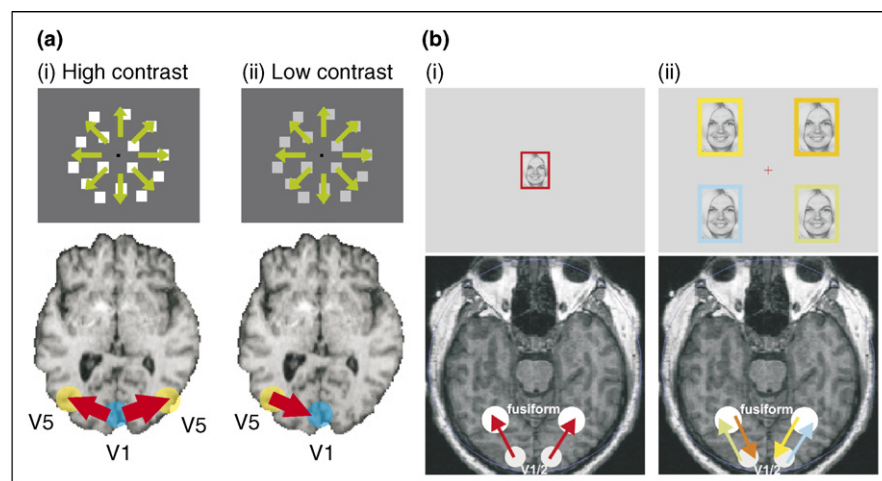 (a)
(i) High contrast
(ii) Low contrast
V5
V1
V5
V5
V1
(b)
(i)
(ii)
fusiform
V1/2
fusiform
V1/2